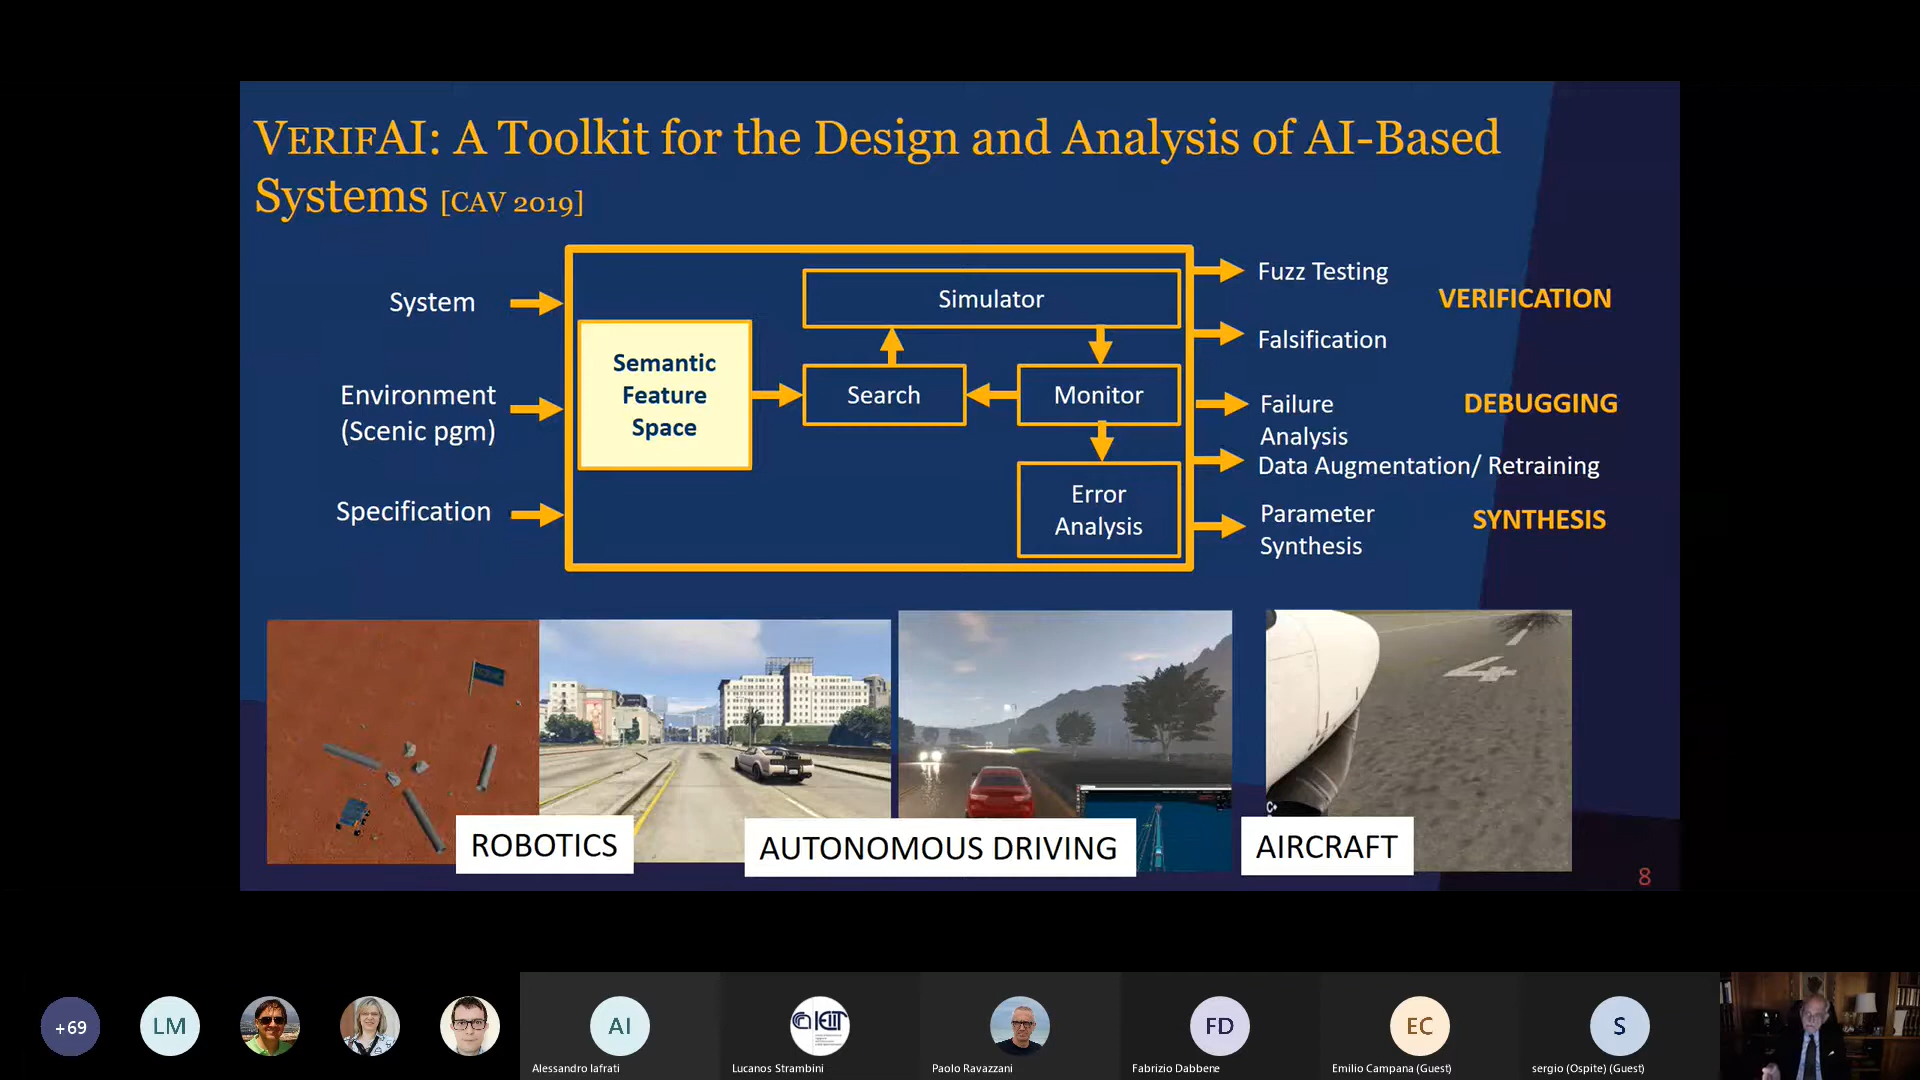 VERIFAI: A Toolkit for the Design and Analysis of AI-Based
Systems [CAV 2019]
System
Environment
(Scenic pgm)
Specification
Semantic
Feature
Space
Simulator
Search
Monitor
Error
Analysis
Fuzz Testing
VERIFICATION
Falsification
Failure
Analysis
DEBUGGING
Data Augmentation/ Retraining
Parameter
Synthesis
SYNTHESIS
4
ROBOTICS
AUTONOMOUS DRIVING
AIRCRAFT
8
+69
LM
AI
Alessandro Iafrati
IEIIT
Lucanos Strambini
Paolo Ravazzani
FD
Fabrizio Dabbene
EC
Emilio Campana (Guest)
S
sergio (Ospite) (Guest)